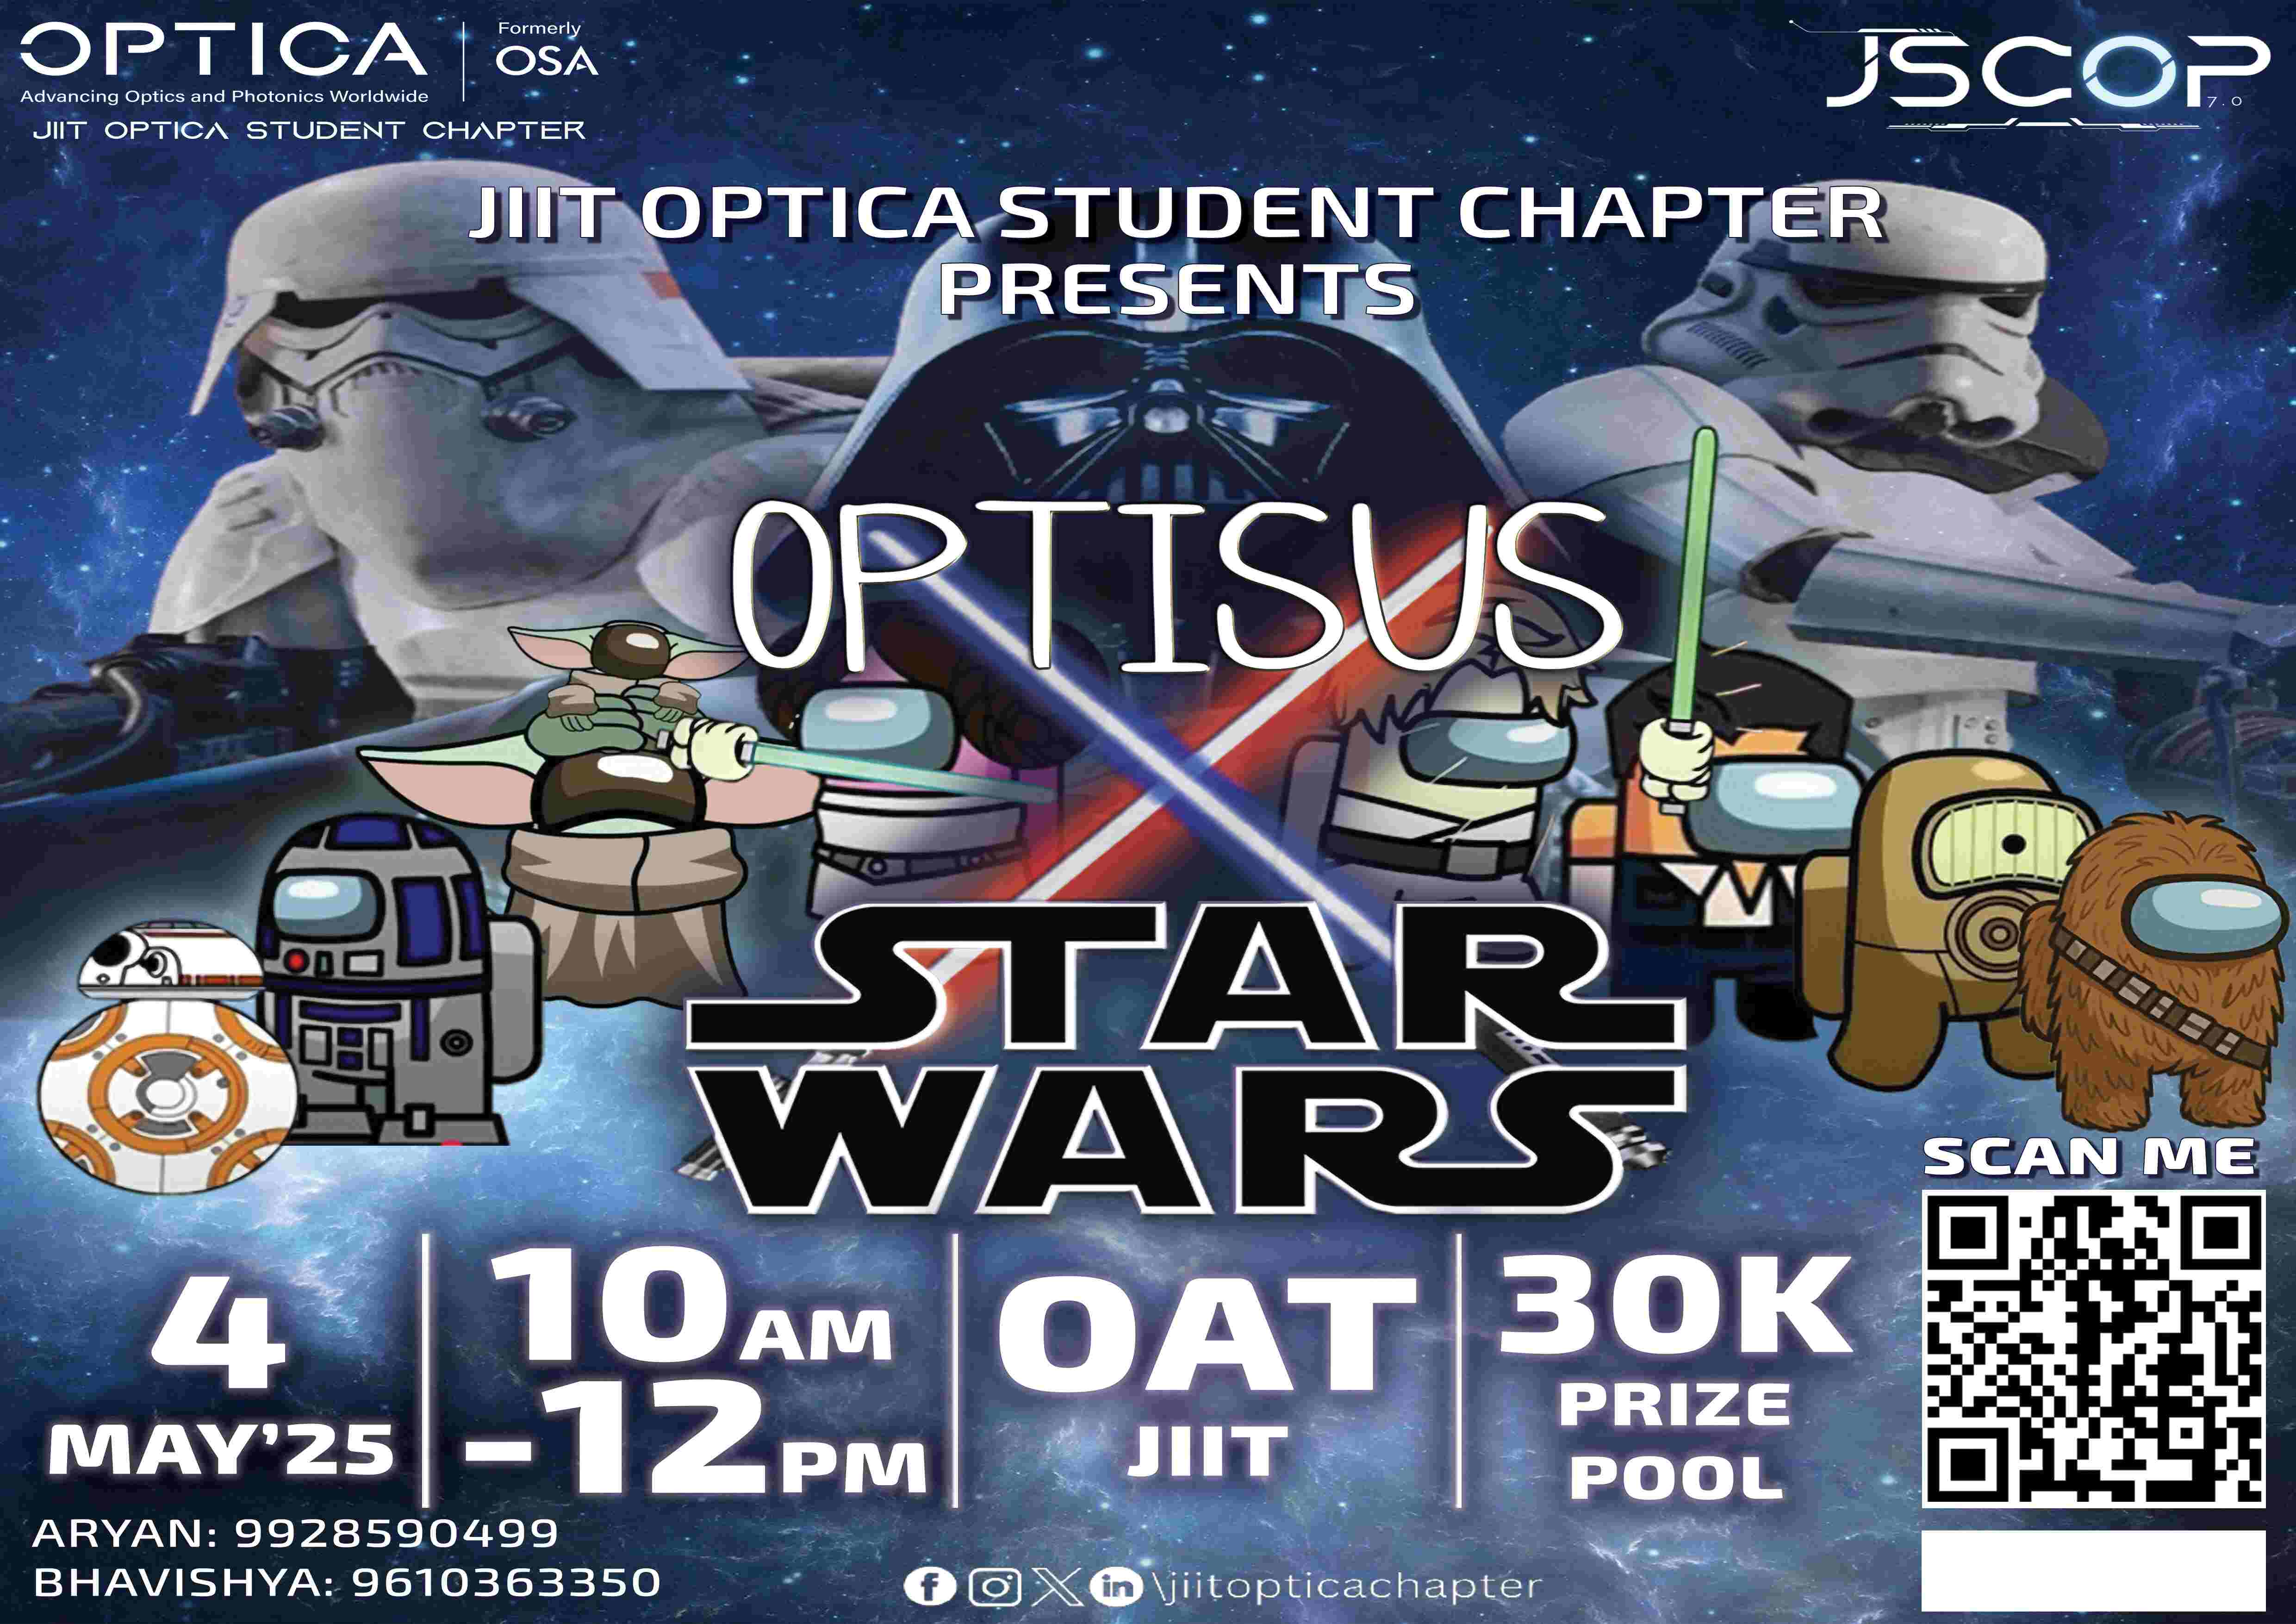 OPTICA
Formerly
OSA
Advancing Optics and Photonics Worldwide
JIIT OPTICA STUDENT CHAPTER
JSCOP
7.0
JIIT OPTICA STUDENT CHAPTER
PRESENTS
OPTISUS
STAR
WARS
SCAN ME
4
MAY'25
10AM
-12PM
OAT
JIIT
30K
PRIZE
POOL
ARYAN: 9928590499
BHAVISHYA: 9610363350
\jiitopticachapter